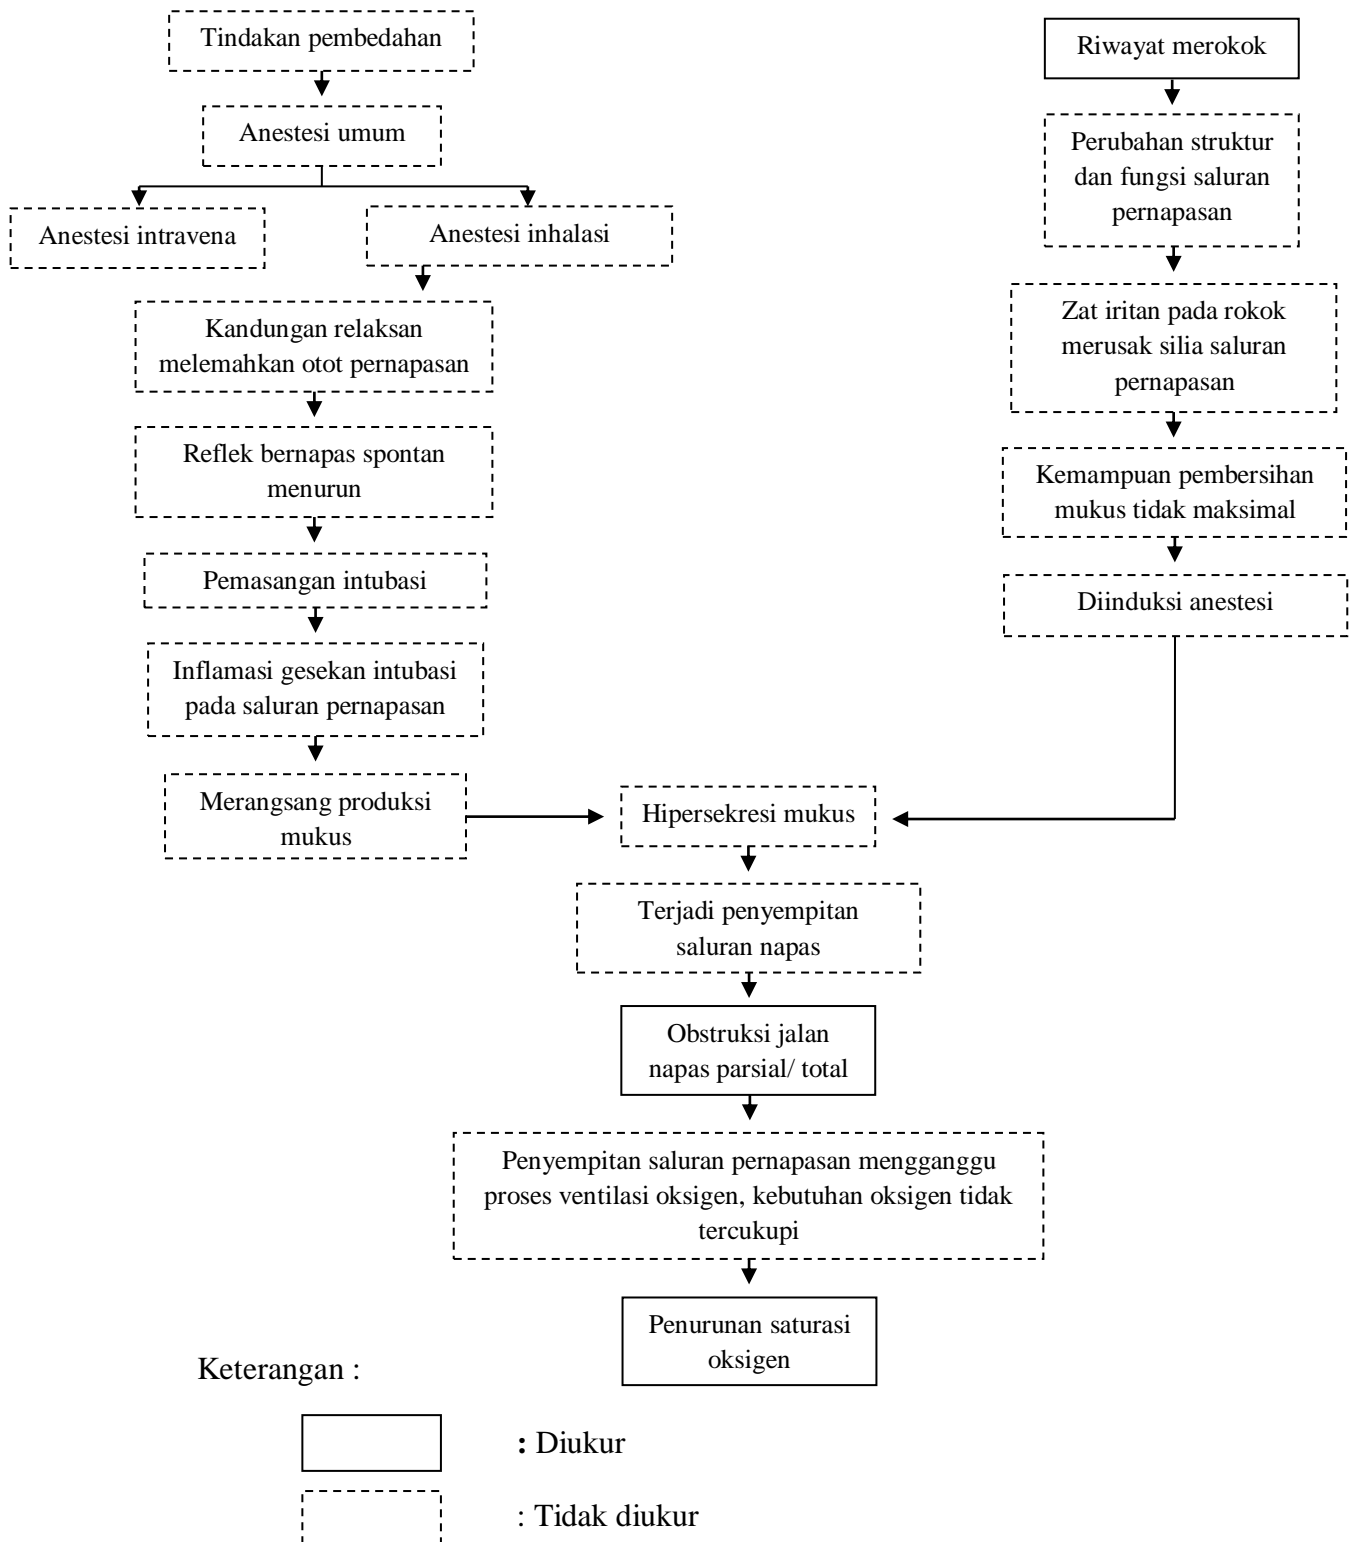 Tindakan pembedahan
Anestesi umum
Anestesi intravena
Anestesi inhalasi
Kandungan relaksan
melemahkan otot pernapasan
Reflek bernapas spontan
menurun
Pemasangan intubasi
Inflamasi gesekan intubasi
pada saluran pernapasan
Merangsang produksi
mukus
Riwayat merokok
Perubahan struktur
dan fungsi saluran
pernapasan
Zat iritan pada rokok
merusak silia saluran
pernapasan
Kemampuan pembersihan
mukus tidak maksimal
Diinduksi anestesi
Hipersekresi mukus
Terjadi penyempitan
saluran napas
Obstruksi jalan
napas parsial/ total
Penyempitan saluran pernapasan mengganggu
proses ventilasi oksigen, kebutuhan oksigen tidak
tercukupi
Penurunan saturasi
oksigen
Keterangan :
: Diukur
: Tidak diukur